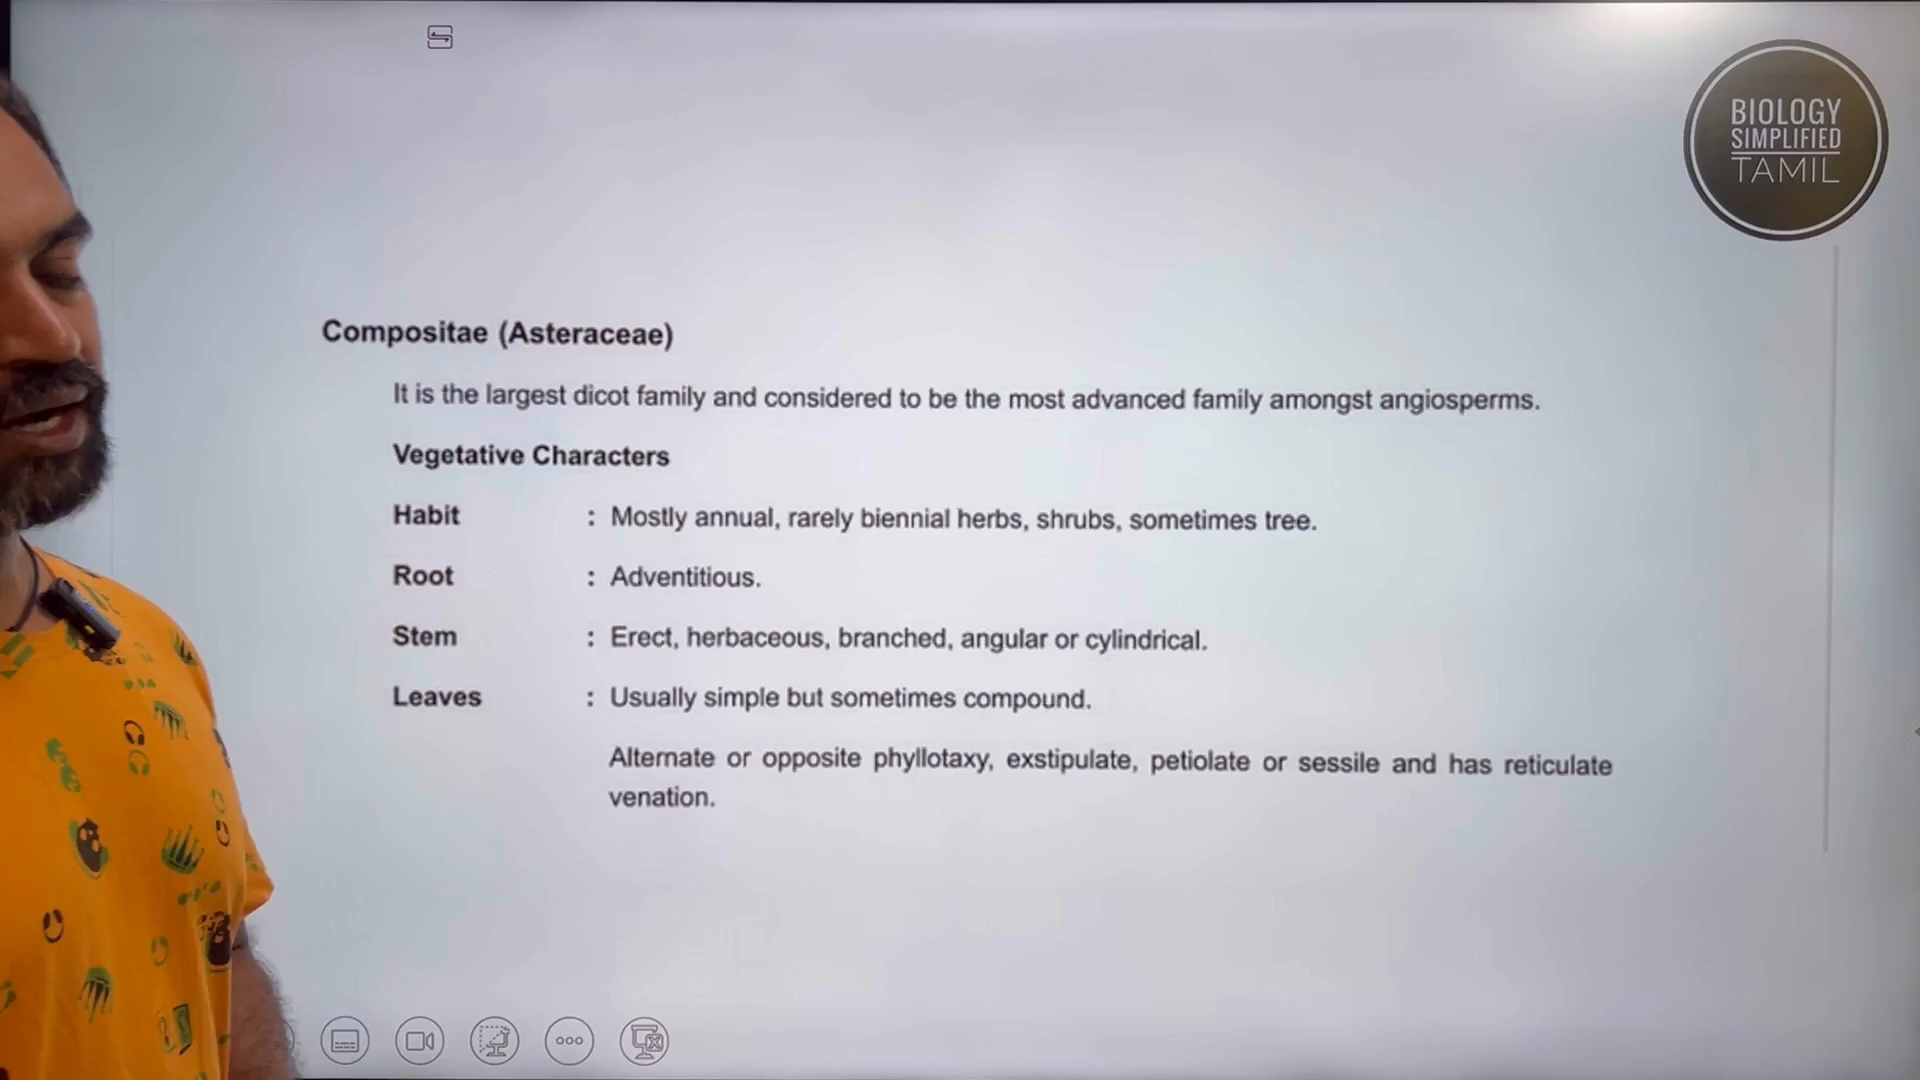 BIOLOGY
SIMPLIFIED
TAMIL
Compositae (Asteraceae)
It is the largest dicot family and considered to be the most advanced family amongst angiosperms.
Vegetative Characters
Habit : Mostly annual, rarely biennial herbs, shrubs, sometimes tree.
Root : Adventitious.
Stem : Erect, herbaceous, branched, angular or cylindrical.
Leaves : Usually simple but sometimes compound.
Alternate or opposite phyllotaxy, exstipulate, petiolate or sessile and has reticulate
venation.